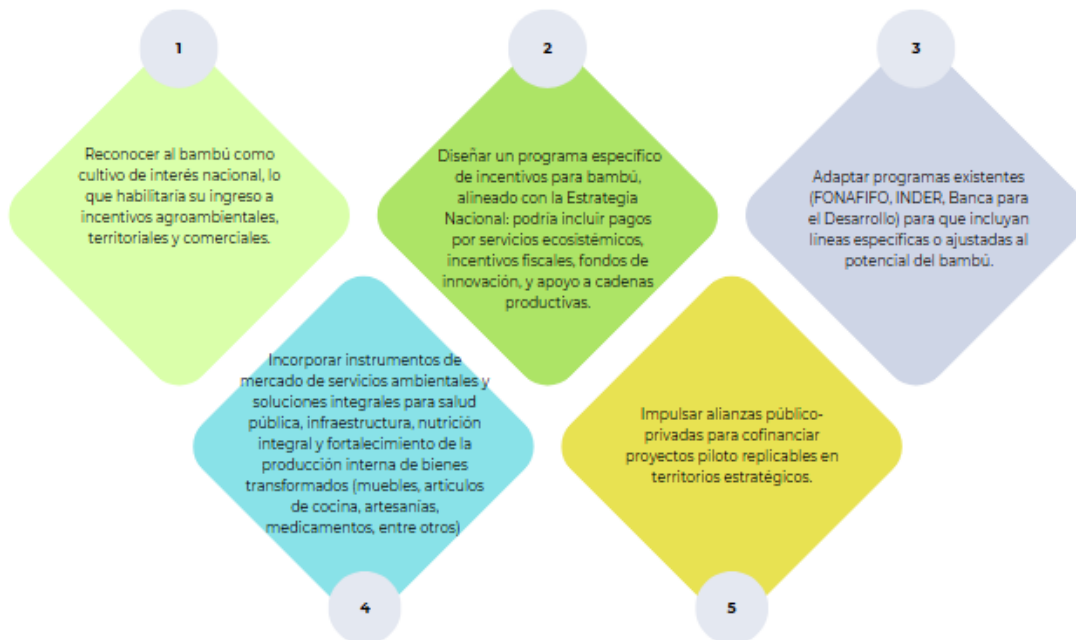 1
Reconocer al bambú como
cultivo de interés nacional, lo
que habilitaría su ingreso a
incentivos agroambientales,
territoriales y comerciales.
2
Diseñar un programa específico
de incentivos para bambú,
alineado con la Estrategia
Nacional: podría incluir pagos
por servicios ecosistémicos,
incentivos fiscales, fondos de
innovación, y apoyo a cadenas
productivas.
3
Adaptar programas existentes
(FONAFIFO, INDER, Banca para
el Desarrollo) para que incluyan
líneas específicas o ajustadas al
potencial del bambú.
Incorporar instrumentos de
mercado de servicios ambientales y
soluciones integrales para salud
pública, infraestructura, nutrición
integral y fortalecimiento de la
producción interna de bienes
transformados (muebles, artículos
de cocina, artesanías,
medicamentos, entre otros)
4
Impulsar alianzas público-
privadas para cofinanciar
proyectos piloto replicables en
territorios estratégicos.
5